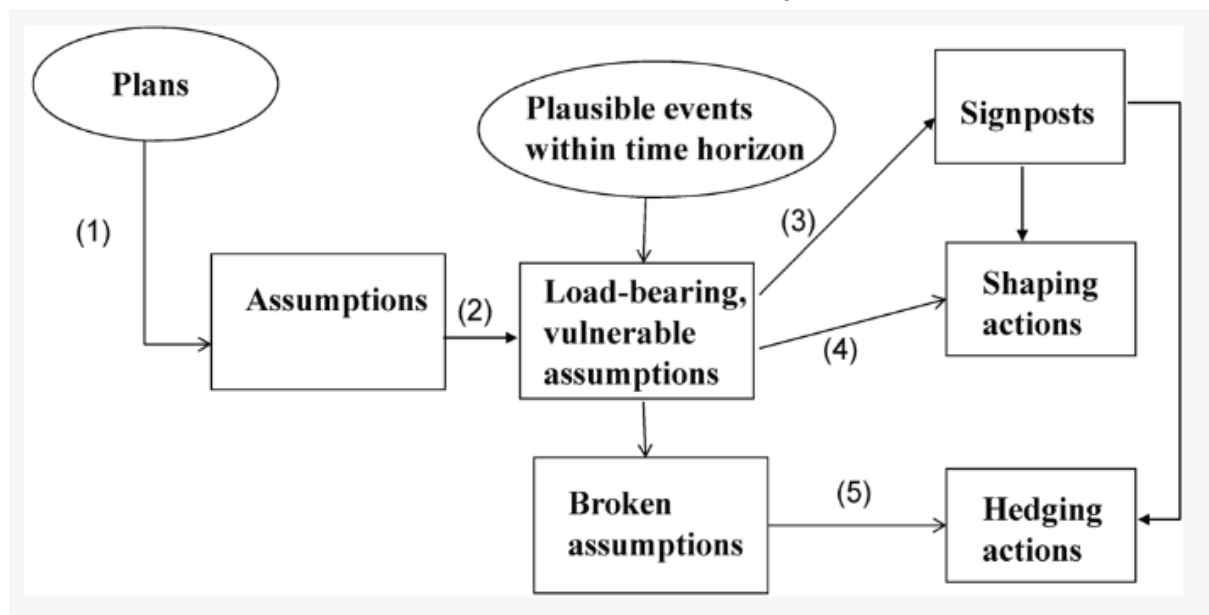 Plans
Plausible events
within time horizon
Signposts
(1)
(3)
Assumptions
(2)
Load-bearing,
vulnerable
assumptions
Shaping
actions
(4)
Broken
assumptions
(5)
Hedging
actions